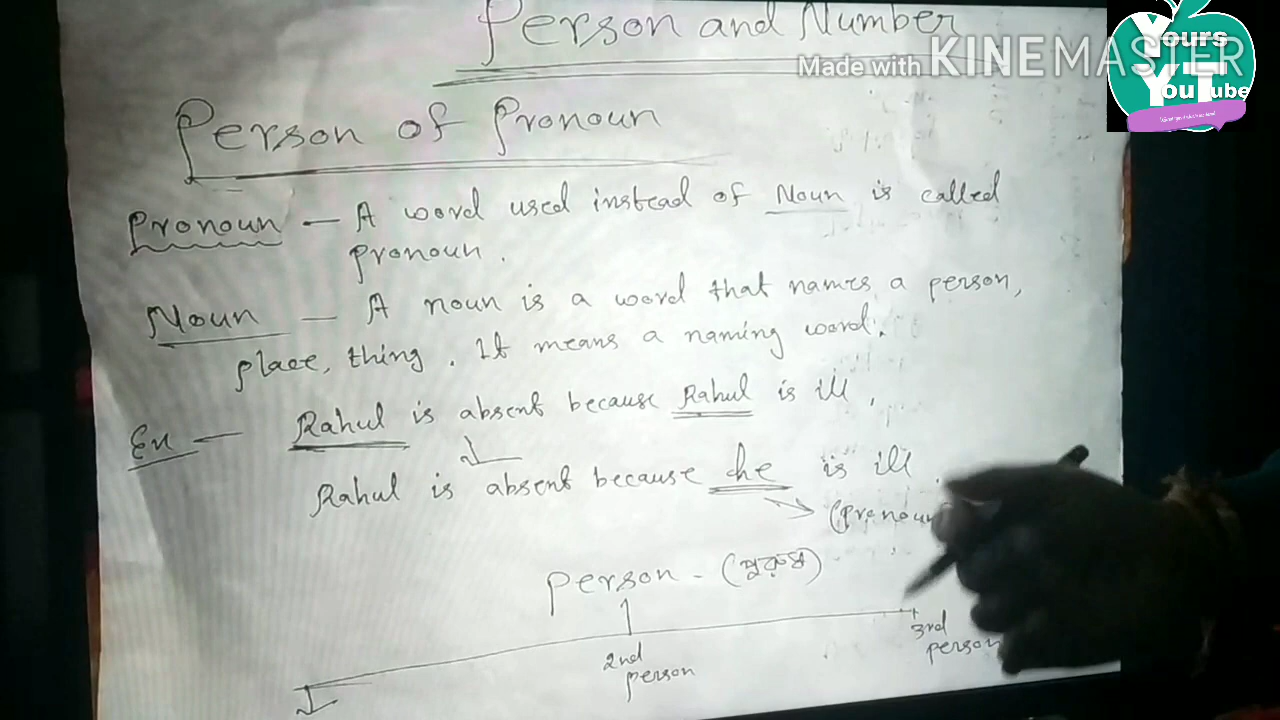 Person and Number
Made with KINEMASTER
Yours
YouTube
Person of Pronoun
Pronoun — A word used instead of Noun is called
pronoun.
Noun — A noun is a word that names a person,
place, thing. It means a naming word.
Ex — Rahul is absent because Rahul is ill.
Rahul is absent because he is ill.
(pronoun
person - (পুরুষ)
2nd
person
3rd
person